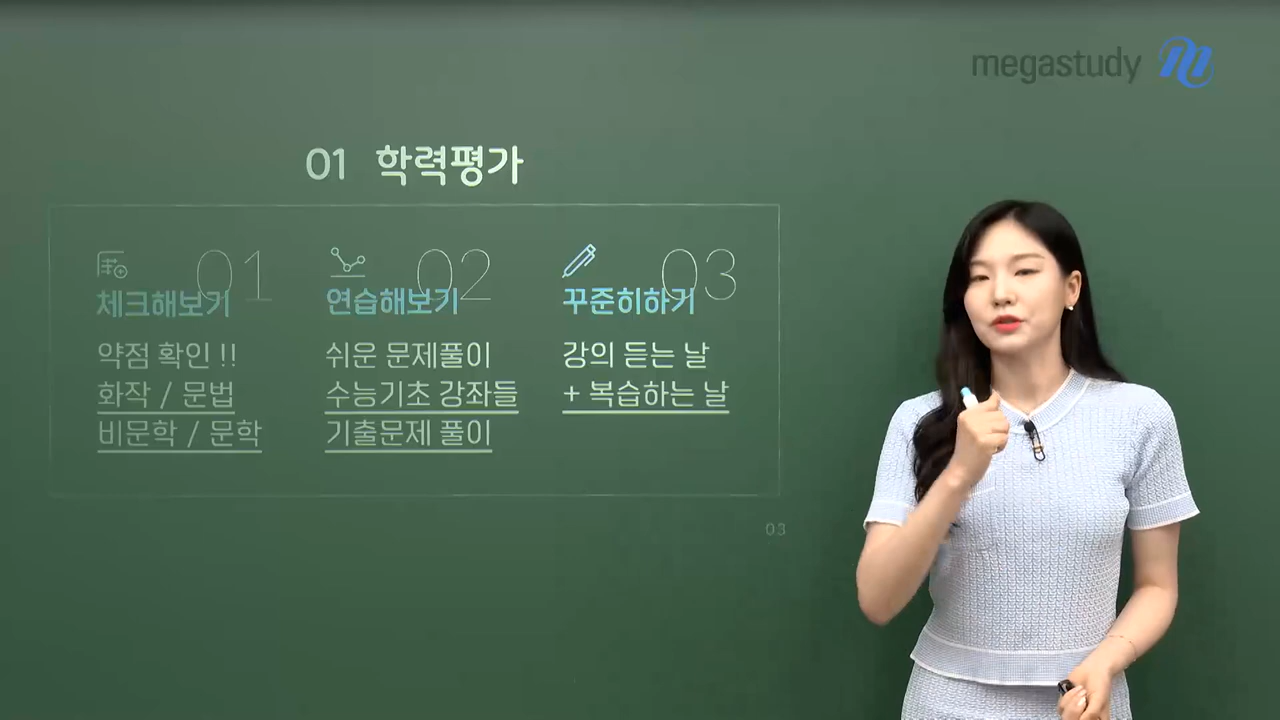 megastudy
01 학력평가
01
체크해보기
약점 확인 !!
화작 / 문법
비문학 / 문학
02
연습해보기
쉬운 문제풀이
수능기초 강좌들
기출문제 풀이
03
꾸준히하기
강의 듣는 날
+ 복습하는 날
03